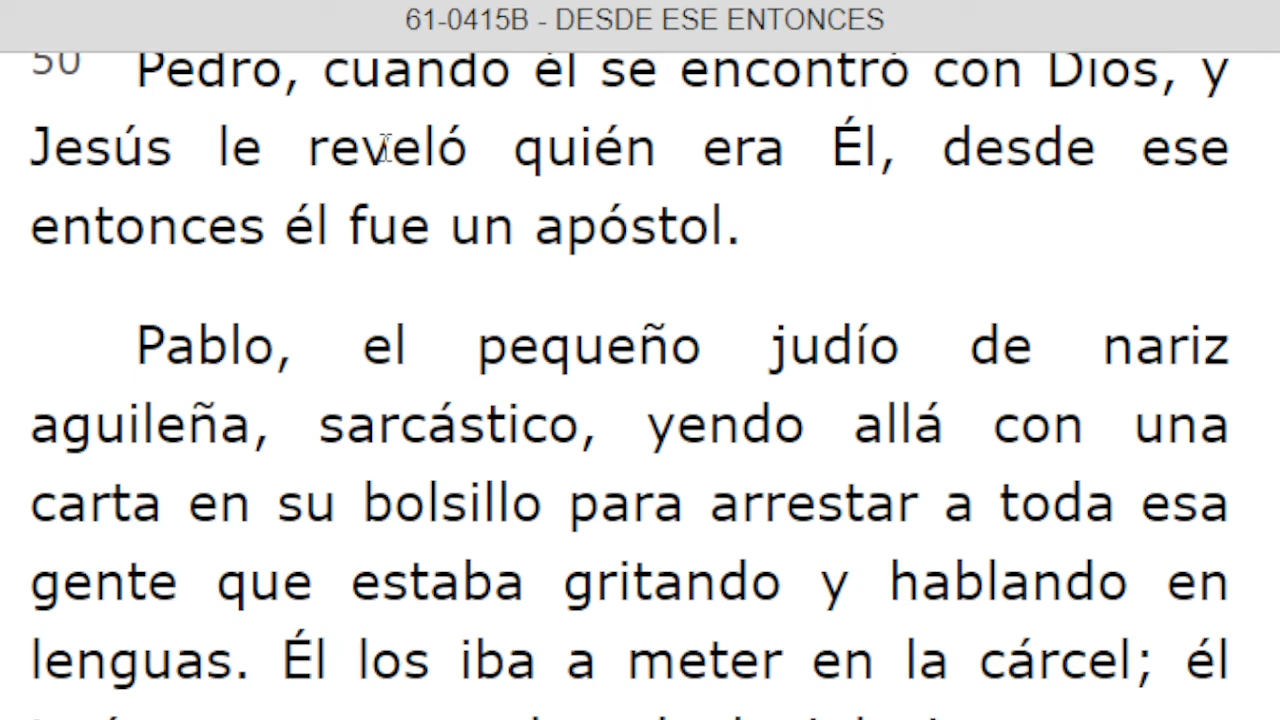 61-0415B - DESDE ESE ENTONCES
50 Pedro, cuando él se encontró con Dios, y
Jesús le reveló quién era Él, desde ese
entonces él fue un apóstol.
Pablo, el pequeño judío de nariz
aguileña, sarcástico, yendo allá con una
carta en su bolsillo para arrestar a toda esa
gente que estaba gritando y hablando en
lenguas. Él los iba a meter en la cárcel; él